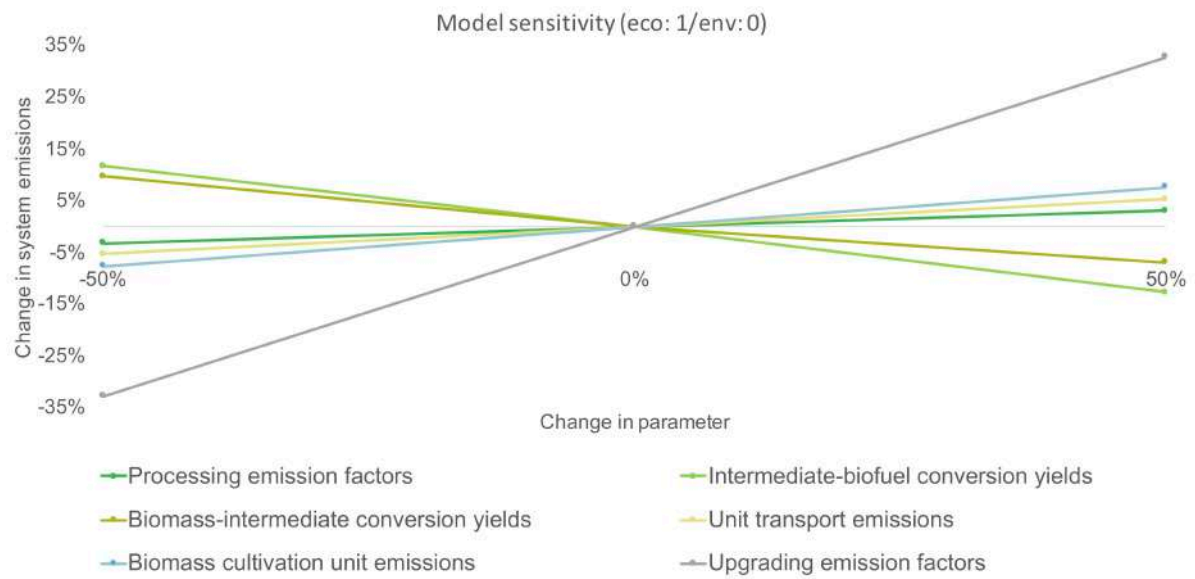 Model sensitivity (eco: 1/env: 0)
35%
25%
15%
5%
-5%
-15%
-25%
-35%
Change in system emissions
-50%
0%
50%
Change in parameter
Processing emission factors
Intermediate-biofuel conversion yields
Biomass-intermediate conversion yields
Unit transport emissions
Biomass cultivation unit emissions
Upgrading emission factors